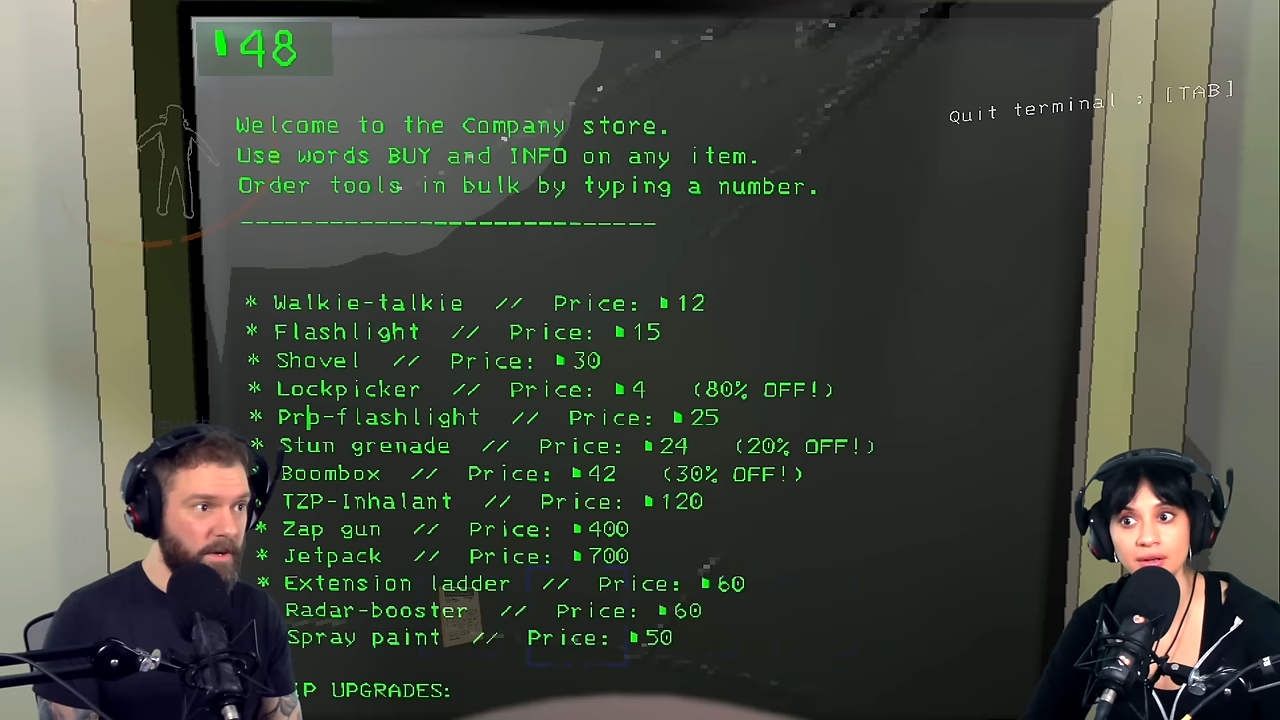 ▮48
Quit terminal : [TAB]
Welcome to the Company store.
Use words BUY and INFO on any item.
Order tools in bulk by typing a number.
----------------------------
* Walkie-talkie // Price: ▮12
* Flashlight // Price: ▮15
* Shovel // Price: ▮30
* Lockpicker // Price: ▮4 (80% OFF!)
* Pro-flashlight // Price: ▮25
* Stun grenade // Price: ▮24 (20% OFF!)
* Boombox // Price: ▮42 (30% OFF!)
* TZP-Inhalant // Price: ▮120
* Zap gun // Price: ▮400
* Jetpack // Price: ▮700
* Extension ladder // Price: ▮60
Radar-booster // Price: ▮60
Spray paint // Price: ▮50
IP UPGRADES: